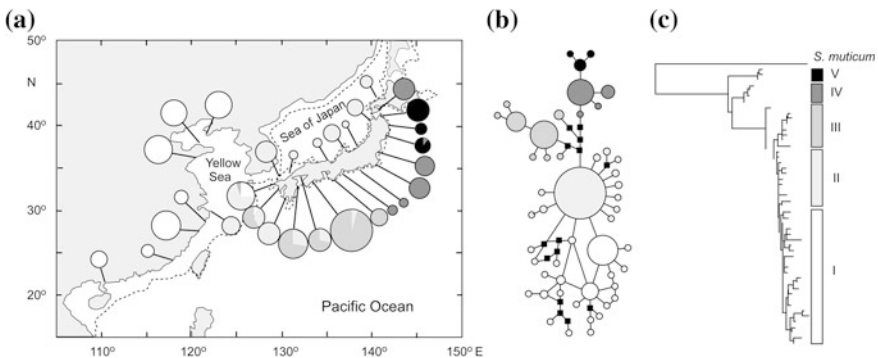 (a)
(b)
(c)
50°
N
40°
30°
20°
110°
120°
130°
140°
150° E
Sea of Japan
Yellow
Sea
Pacific Ocean
S. muticum
V
IV
III
II
I